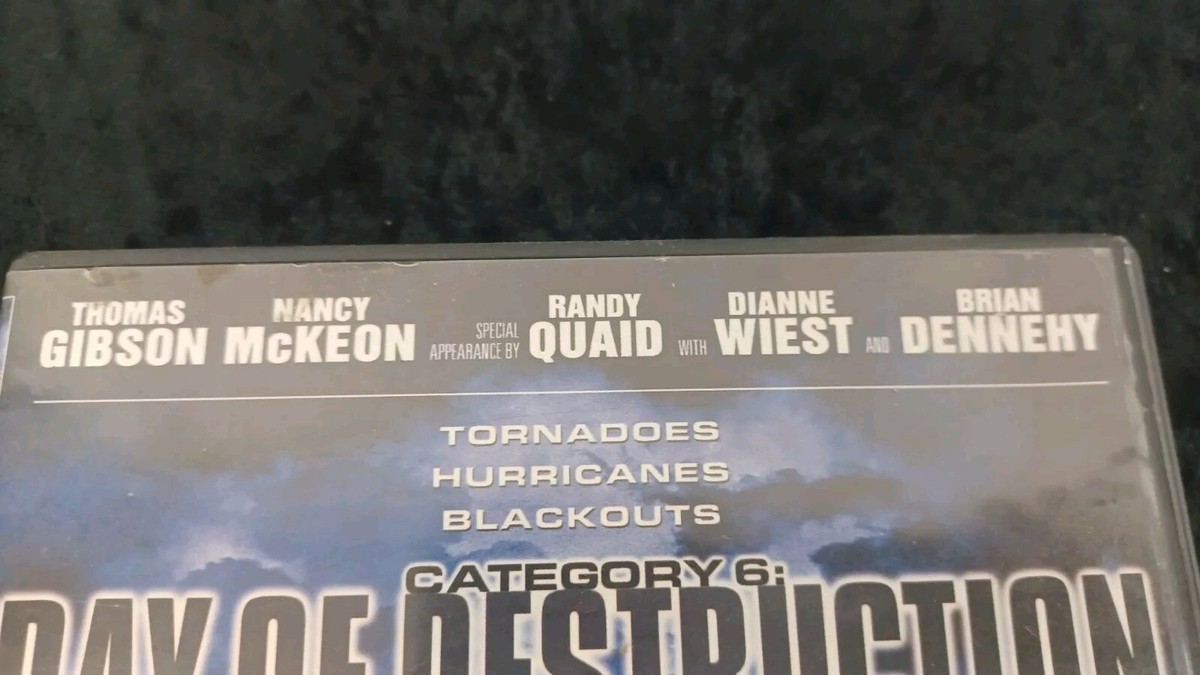 THOMAS GIBSON NANCY McKEON SPECIAL APPEARANCE BY RANDY QUAID WITH DIANNE WIEST AND BRIAN DENNEHY
TORNADOES
HURRICANES
BLACKOUTS
CATEGORY 6:
DAY OF DESTRUCTION